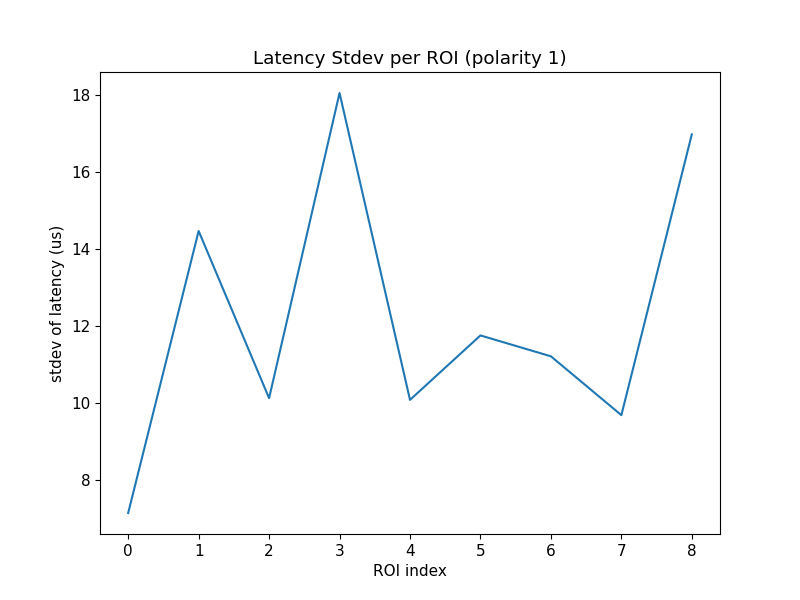 Latency Stdev per ROI (polarity 1)
18
16
14
12
10
8
stdev of latency (us)
0 1 2 3 4 5 6 7 8
ROI index